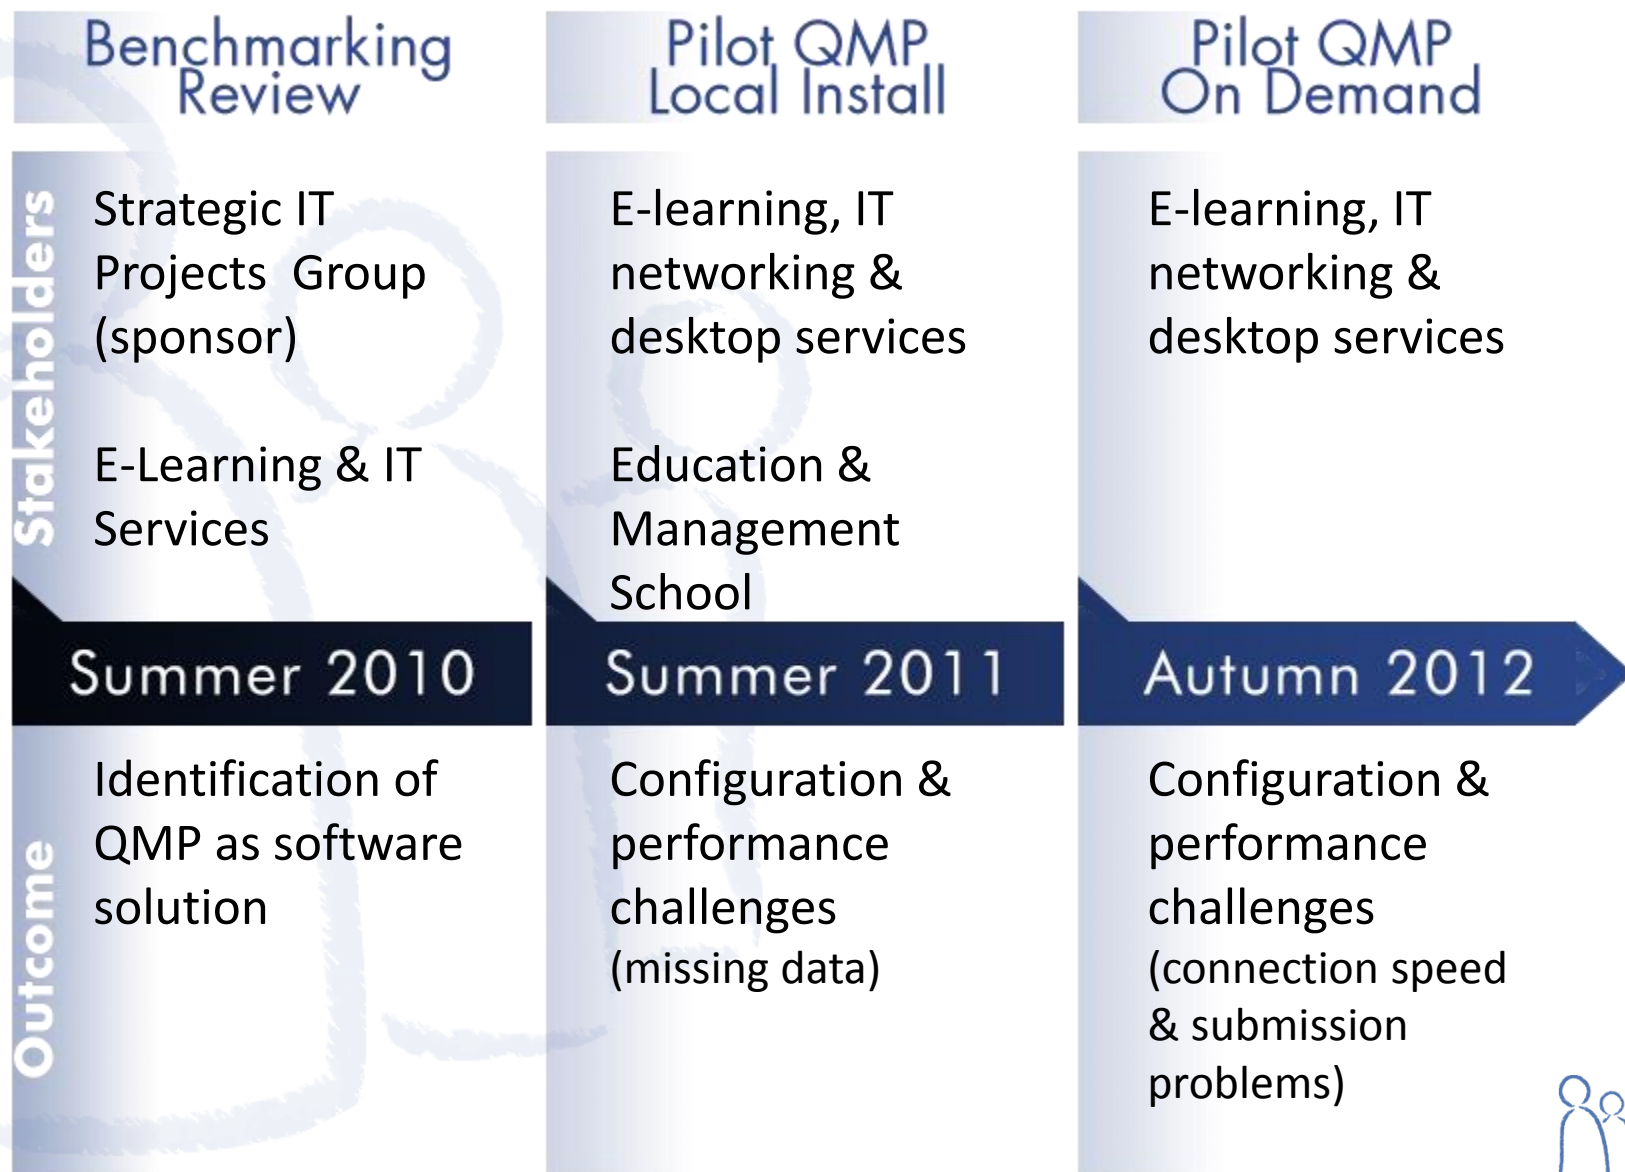 Benchmarking
Review
Pilot QMP
Local Install
Pilot QMP
On Demand
Stakeholders
Strategic IT
Projects  Group
(sponsor)
E-Learning & IT
Services
E-learning, IT
networking &
desktop services
Education &
Management
School
E-learning, IT
networking &
desktop services
Summer 2010
Summer 2011
Autumn 2012
Outcome
Identification of
QMP as software
solution
Configuration &
performance
challenges
(missing data)
Configuration &
performance
challenges
(connection speed
& submission
problems)